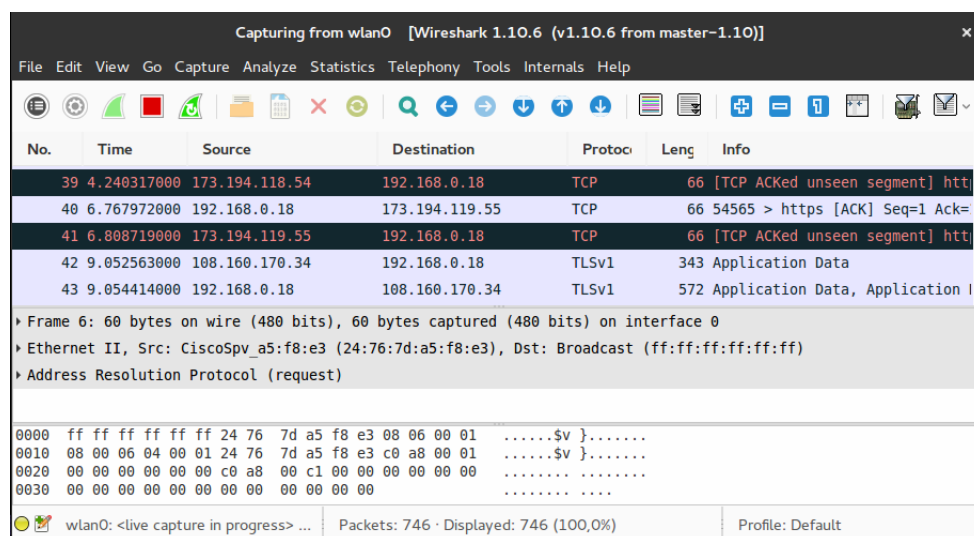 Capturing from wlan0 [Wireshark 1.10.6 (v1.10.6 from master-1.10)]
File Edit View Go Capture Analyze Statistics Telephony Tools Internals Help
No. Time Source Destination Protoco Leng Info
39 4.240317000 173.194.118.54 192.168.0.18 TCP 66 [TCP ACKed unseen segment] http
40 6.767972000 192.168.0.18 173.194.119.55 TCP 66 54565 > https [ACK] Seq=1 Ack=
41 6.808719000 173.194.119.55 192.168.0.18 TCP 66 [TCP ACKed unseen segment] http
42 9.052563000 108.160.170.34 192.168.0.18 TLSv1 343 Application Data
43 9.054414000 192.168.0.18 108.160.170.34 TLSv1 572 Application Data, Application
Frame 6: 60 bytes on wire (480 bits), 60 bytes captured (480 bits) on interface 0
Ethernet II, Src: CiscoSpv_a5:f8:e3 (24:76:7d:a5:f8:e3), Dst: Broadcast (ff:ff:ff:ff:ff:ff)
Address Resolution Protocol (request)
0000 ff ff ff ff ff ff 24 76 7d a5 f8 e3 08 06 00 01 ......$v }.......
0010 08 00 06 04 00 01 24 76 7d a5 f8 e3 c0 a8 00 01 ......$v }.......
0020 00 00 00 00 00 00 c0 a8 00 c1 00 00 00 00 00 00 ........ ........
0030 00 00 00 00 00 00 00 00 00 00 00 00 ........ ....
wlan0: <live capture in progress> ... Packets: 746 · Displayed: 746 (100,0%) Profile: Default